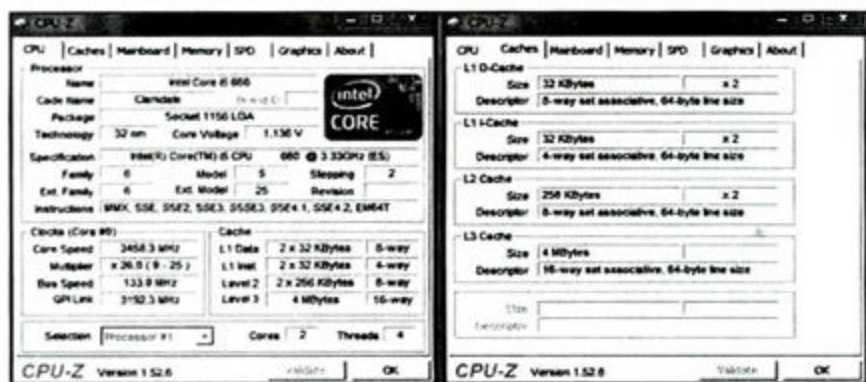 CPU-Z
CPU | Caches | Mainboard | Memory | SPD | Graphics | About |
Processor
Name Intel Core i5
Code Name Clarkdale
Package Socket 1156 LGA
Technology 32 nm Core Voltage 1.136 V
intel
CORE
Specification Intel(R) Core(TM) i5 CPU @ 3.33GHz (ES)
Family 6 Model 5 Stepping 2
Ext. Family 6 Ext. Model 25 Revision
Instructions MMX, SSE, SSE2, SSE3, SSSE3, SSE4.1, SSE4.2, EM64T
Clocks (Core #0)
Core Speed 3458.3 MHz
Multiplier x 26.0 ( 9 - 25 )
Bus Speed 133.0 MHz
QPI Link
Cache
L1 Data 2 x 32 KBytes 8-way
L1 Inst. 2 x 32 KBytes 4-way
Level 2 2 x 256 KBytes 8-way
Level 3 4 MBytes 16-way
Selection Processor #1 Cores 2 Threads 4
CPU-Z Version 1.52.6 Validate OK
CPU-Z
CPU Caches | Mainboard | Memory | SPD | Graphics | About |
L1 D-Cache
Size 32 KBytes x 2
Descriptor 8-way set associative, 64-byte line size
L1 I-Cache
Size 32 KBytes x 2
Descriptor 4-way set associative, 64-byte line size
L2 Cache
Size 256 KBytes x 2
Descriptor 8-way set associative, 64-byte line size
L3 Cache
Size 4 MBytes
Descriptor 16-way set associative, 64-byte line size
Size
Descriptor
CPU-Z Version 1.52.6 Validate OK